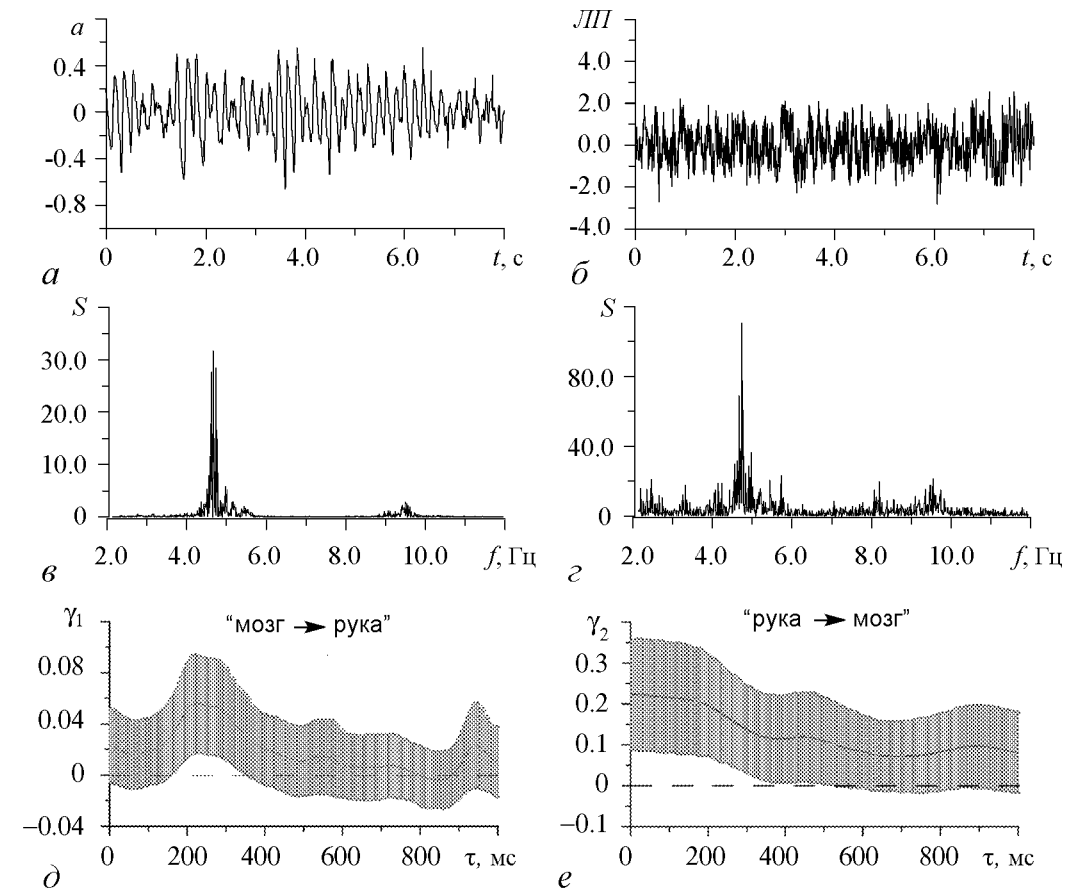 a
0.4
0
-0.4
-0.8
0 2.0 4.0 6.0 t, с
а
ЛП
4.0
2.0
0.0
-2.0
-4.0
0 2.0 4.0 6.0 t, с
б
S
30.0
20.0
10.0
0
2.0 4.0 6.0 8.0 10.0 f, Гц
в
S
80.0
40.0
0
2.0 4.0 6.0 8.0 10.0 f, Гц
г
γ1
“мозг → рука”
0.08
0.04
0
–0.04
0 200 400 600 800 τ, мс
д
γ2
“рука → мозг”
0.3
0.2
0.1
0
–0.1
0 200 400 600 800 τ, мс
е